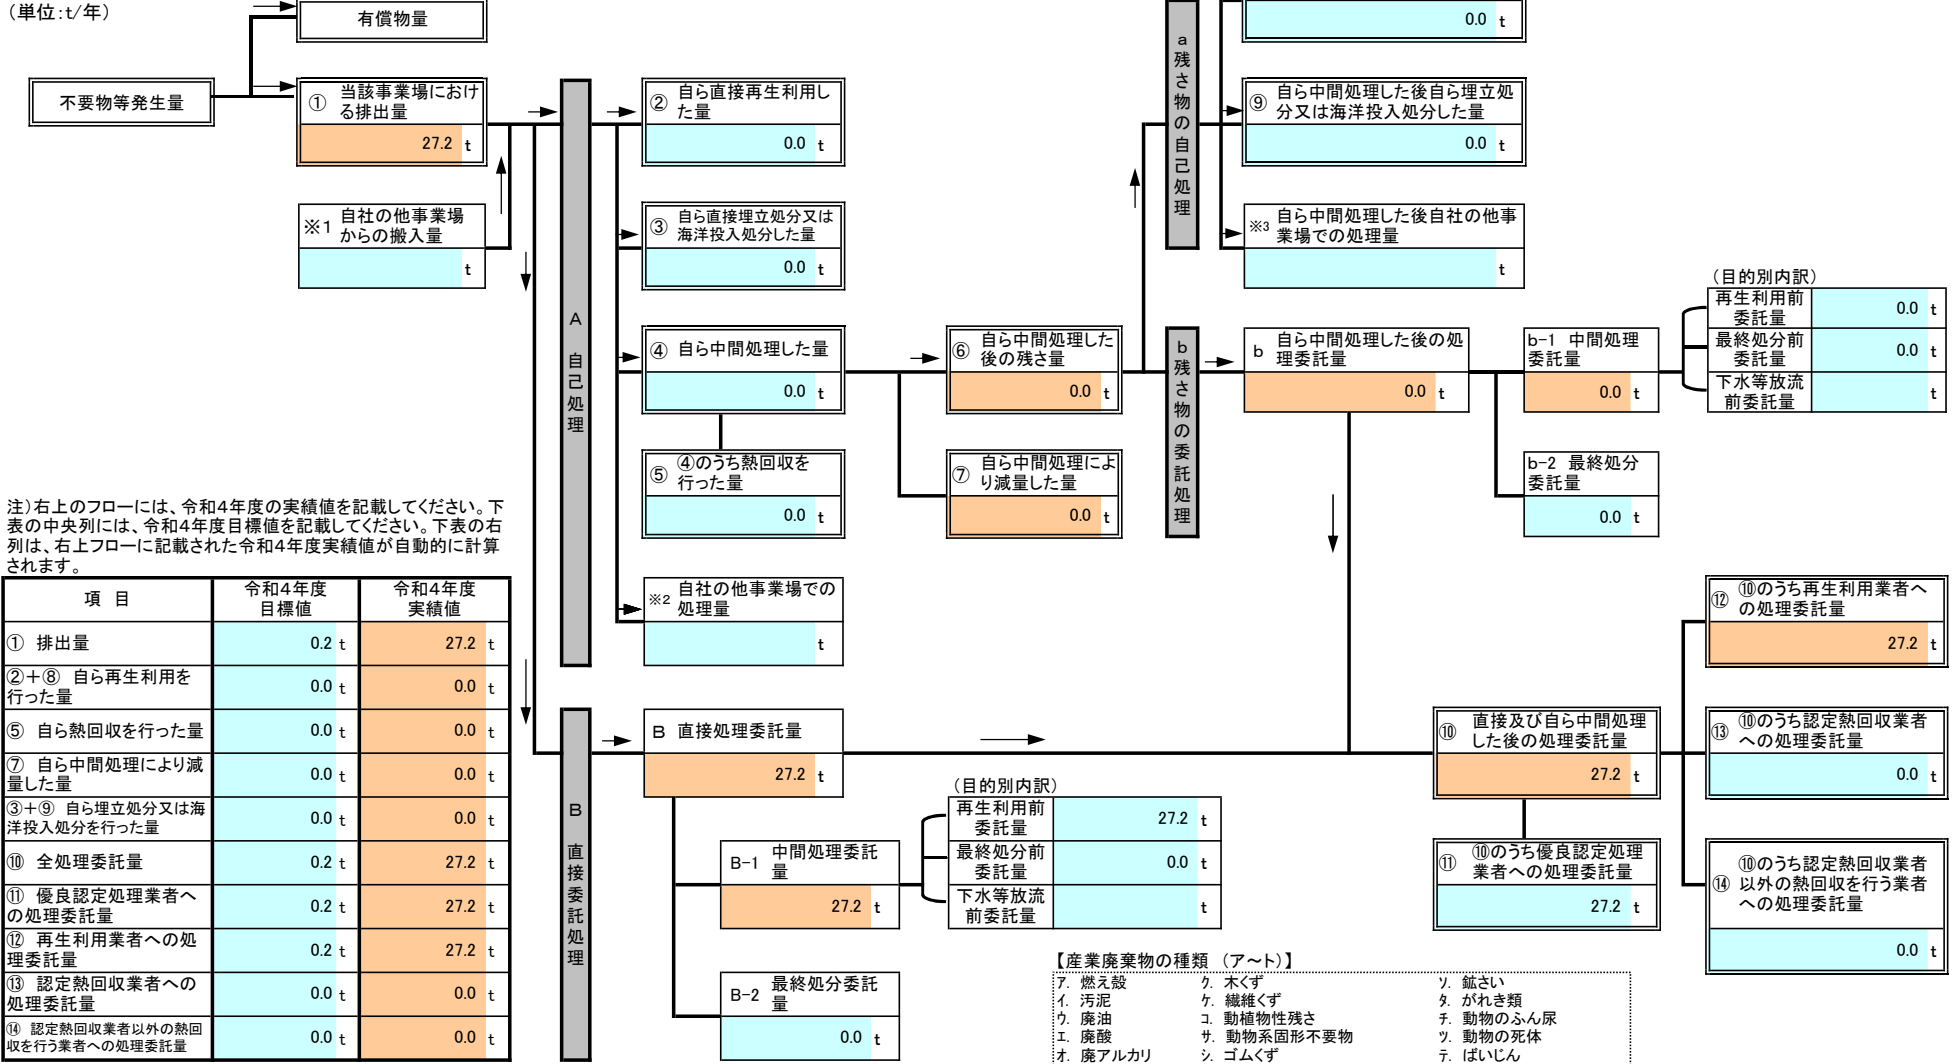 (単位:t/年)
有償物量
不要物等発生量
① 当該事業場におけ
る排出量
27.2 t
※1 自社の他事業場
からの搬入量
t
A
自己処理
② 自ら直接再生利用し
た量
0.0 t
③ 自ら直接埋立処分又は
海洋投入処分した量
0.0 t
④ 自ら中間処理した量
0.0 t
⑤ ④のうち熱回収を
行った量
0.0 t
※2 自社の他事業場での
処理量
t
⑥ 自ら中間処理した
後の残さ量
0.0 t
⑦ 自ら中間処理によ
り減量した量
0.0 t
a残さ物の自己処理
0.0 t
⑨ 自ら中間処理した後自ら埋立処
分又は海洋投入処分した量
0.0 t
※3 自ら中間処理した後自社の他事
業場での処理量
t
b残さ物の委託処理
b 自ら中間処理した後の処
理委託量
0.0 t
b-1 中間処理
委託量
0.0 t
b-2 最終処分
委託量
0.0 t
(目的別内訳)
再生利用前
委託量 0.0 t
最終処分前
委託量 0.0 t
下水等放流
前委託量 t
注)右上のフローには、令和4年度の実績値を記載してください。下
表の中央列には、令和4年度目標値を記載してください。下表の右
列は、右上フローに記載された令和4年度実績値が自動的に計算
されます。
項 目 令和4年度
目標値 令和4年度
実績値
① 排出量 0.2 t 27.2 t
②+⑧ 自ら再生利用を
行った量 0.0 t 0.0 t
⑤ 自ら熱回収を行った量 0.0 t 0.0 t
⑦ 自ら中間処理により減
量した量 0.0 t 0.0 t
③+⑨ 自ら埋立処分又は海
洋投入処分を行った量 0.0 t 0.0 t
⑩ 全処理委託量 0.2 t 27.2 t
⑪ 優良認定処理業者へ
の処理委託量 0.2 t 27.2 t
⑫ 再生利用業者への処
理委託量 0.2 t 27.2 t
⑬ 認定熱回収業者への
処理委託量 0.0 t 0.0 t
⑭ 認定熱回収業者以外の熱回
収を行う業者への処理委託量 0.0 t 0.0 t
B
直接委託処理
B 直接処理委託量
27.2 t
B-1 中間処理委託
量
27.2 t
B-2 最終処分委託
量
0.0 t
(目的別内訳)
再生利用前
委託量 27.2 t
最終処分前
委託量 0.0 t
下水等放流
前委託量 t
⑩ 直接及び自ら中間処理
した後の処理委託量
27.2 t
⑪ ⑩のうち優良認定処理
業者への処理委託量
27.2 t
⑫ ⑩のうち再生利用業者へ
の処理委託量
27.2 t
⑬ ⑩のうち認定熱回収業者
への処理委託量
0.0 t
⑭ ⑩のうち認定熱回収業者
以外の熱回収を行う業者
への処理委託量
0.0 t
【産業廃棄物の種類 (ア~ト)】
ア. 燃え殻 ク. 木くず ソ. 鉱さい
イ. 汚泥 ケ. 繊維くず タ. がれき類
ウ. 廃油 コ. 動植物性残さ チ. 動物のふん尿
エ. 廃酸 サ. 動物系固形不要物 ツ. 動物の死体
オ. 廃アルカリ シ. ゴムくず テ. ばいじん